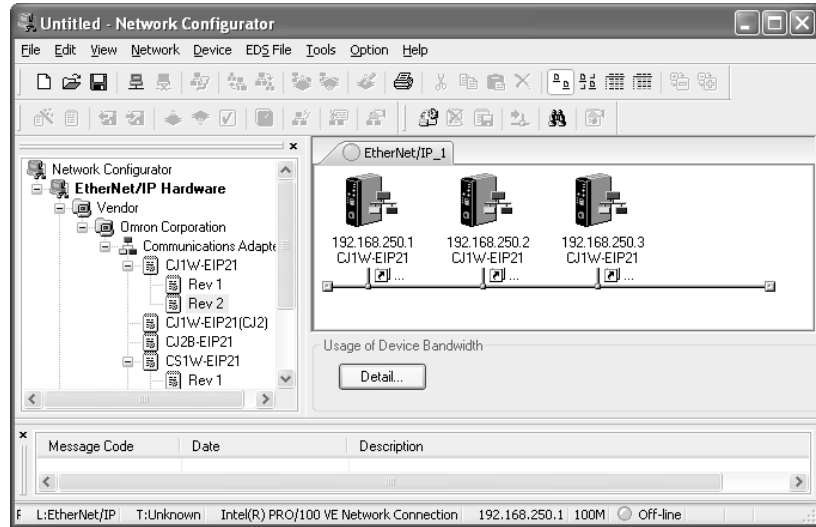 Untitled - Network Configurator
File Edit View Network Device EDS File Tools Option Help
Network Configurator
EtherNet/IP Hardware
Vendor
Omron Corporation
Communications Adapte
CJ1W-EIP21
Rev 1
Rev 2
CJ1W-EIP21(CJ2)
CJ2B-EIP21
CS1W-EIP21
Rev 1
EtherNet/IP_1
192.168.250.1 192.168.250.2 192.168.250.3
CJ1W-EIP21 CJ1W-EIP21 CJ1W-EIP21
... ... ...
Usage of Device Bandwidth
Detail...
Message Code Date Description
F L:EtherNet/IP T:Unknown Intel(R) PRO/100 VE Network Connection 192.168.250.1 100M Off-line